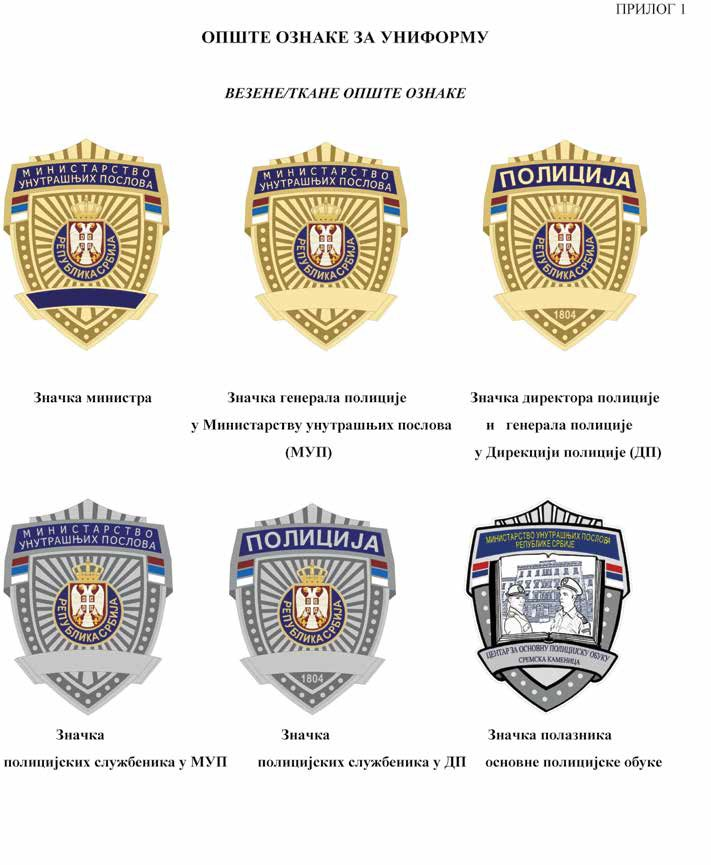 ПРИЛОГ 1
ОПШТЕ ОЗНАКЕ ЗА УНИФОРМУ
ВЕЗЕНЕ/ТКАНЕ ОПШТЕ ОЗНАКЕ
МИНИСТАРСТВО
УНУТРАШЊИХ ПОСЛОВА
РЕПУБЛИКА СРБИЈА
МИНИСТАРСТВО
УНУТРАШЊИХ ПОСЛОВА
РЕПУБЛИКА СРБИЈА
ПОЛИЦИЈА
РЕПУБЛИКА СРБИЈА
1804
Значка министра
Значка генерала полиције
у Министарству унутрашњих послова
(МУП)
Значка директора полиције
и генерала полиције
у Дирекцији полиције (ДП)
МИНИСТАРСТВО
УНУТРАШЊИХ ПОСЛОВА
РЕПУБЛИКА СРБИЈА
ПОЛИЦИЈА
РЕПУБЛИКА СРБИЈА
1804
МИНИСТАРСТВО УНУТРАШЊИХ ПОСЛОВА
РЕПУБЛИКЕ СРБИЈЕ
ЦЕНТАР ЗА ОСНОВНУ ПОЛИЦИЈСКУ ОБУКУ
СРЕМСКА КАМЕНИЦА
Значка
полицијских службеника у МУП
Значка
полицијских службеника у ДП
Значка полазника
основне полицијске обуке